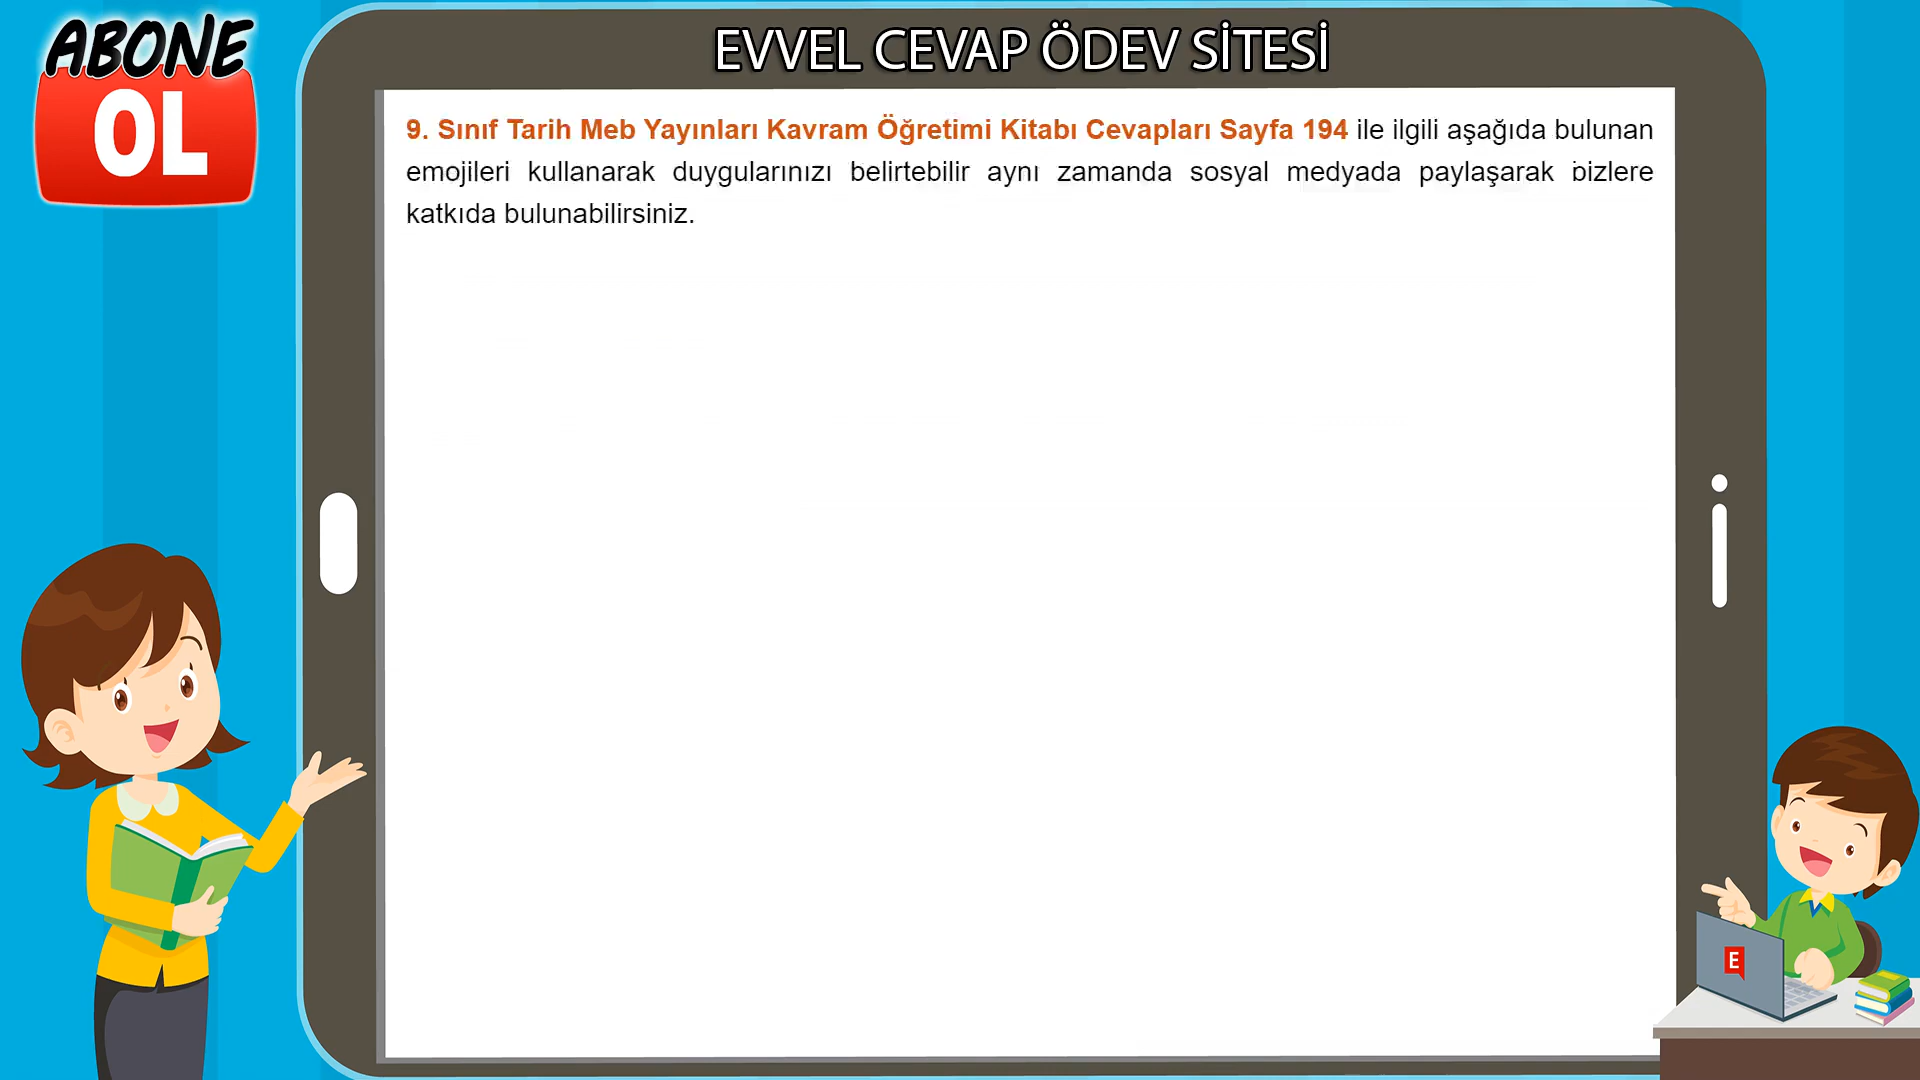 ABONE
OL
EVVEL CEVAP ÖDEV SİTESİ
9. Sınıf Tarih Meb Yayınları Kavram Öğretimi Kitabı Cevapları Sayfa 194 ile ilgili aşağıda bulunan
emojileri kullanarak duygularınızı belirtebilir aynı zamanda sosyal medyada paylaşarak bizlere
katkıda bulunabilirsiniz.
E